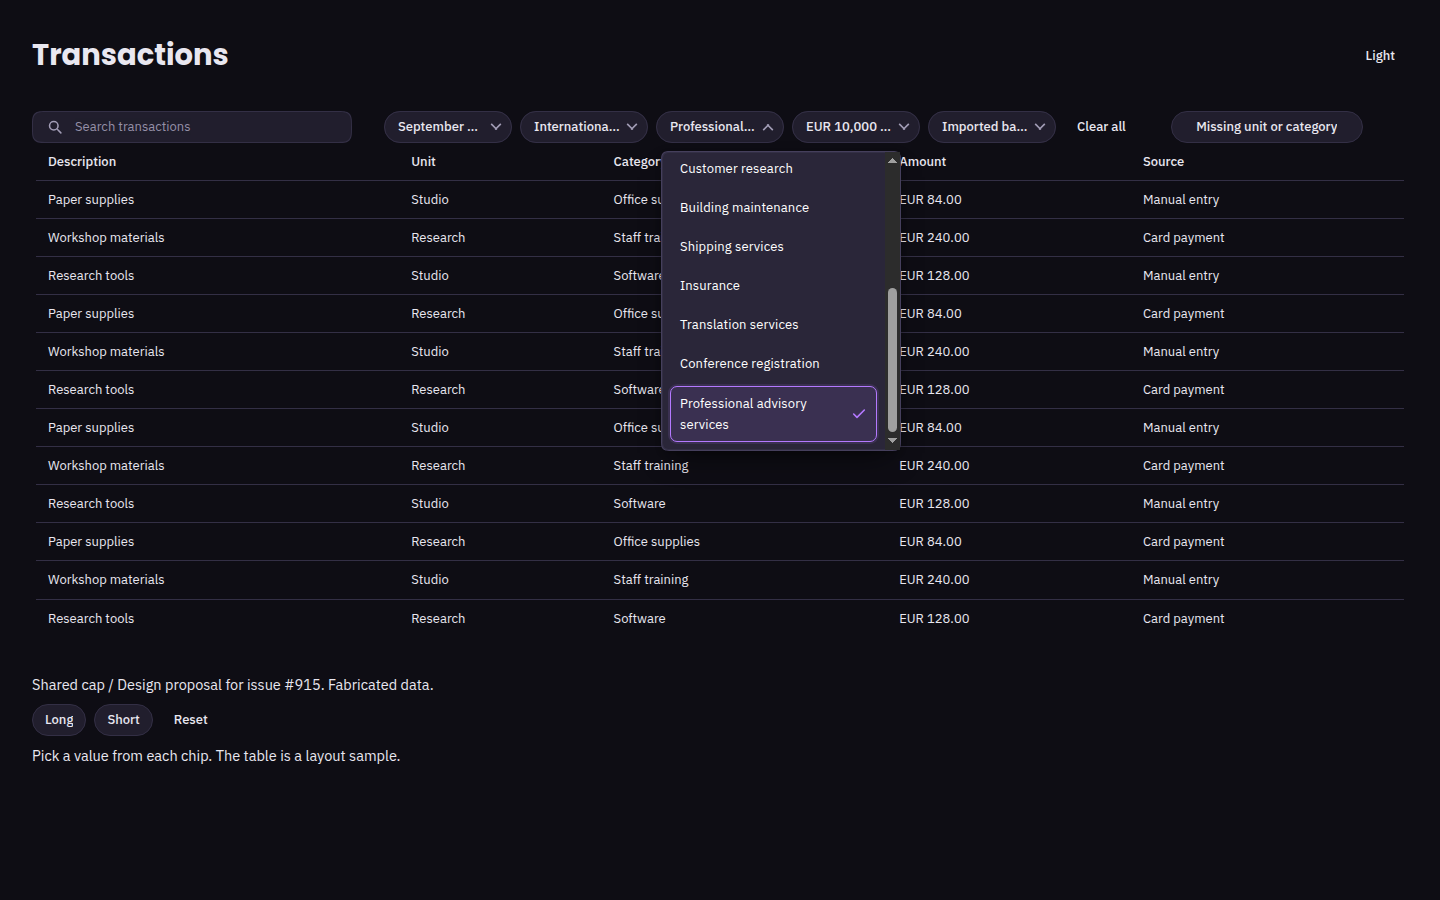 Transactions
Light
Search transactions
September ...
Internationa...
Professional...
EUR 10,000 ...
Imported ba...
Clear all
Missing unit or category
Description Unit Categor Amount Source
Paper supplies Studio Office su EUR 84.00 Manual entry
Workshop materials Research Staff tra EUR 240.00 Card payment
Research tools Studio Software EUR 128.00 Manual entry
Paper supplies Research Office su EUR 84.00 Card payment
Workshop materials Studio Staff tra EUR 240.00 Manual entry
Research tools Research Software EUR 128.00 Card payment
Paper supplies Studio Office su EUR 84.00 Manual entry
Workshop materials Research Staff training EUR 240.00 Card payment
Research tools Studio Software EUR 128.00 Manual entry
Paper supplies Research Office supplies EUR 84.00 Card payment
Workshop materials Studio Staff training EUR 240.00 Manual entry
Research tools Research Software EUR 128.00 Card payment
Customer research
Building maintenance
Shipping services
Insurance
Translation services
Conference registration
Professional advisory
services
Shared cap / Design proposal for issue #915. Fabricated data.
Long
Short
Reset
Pick a value from each chip. The table is a layout sample.